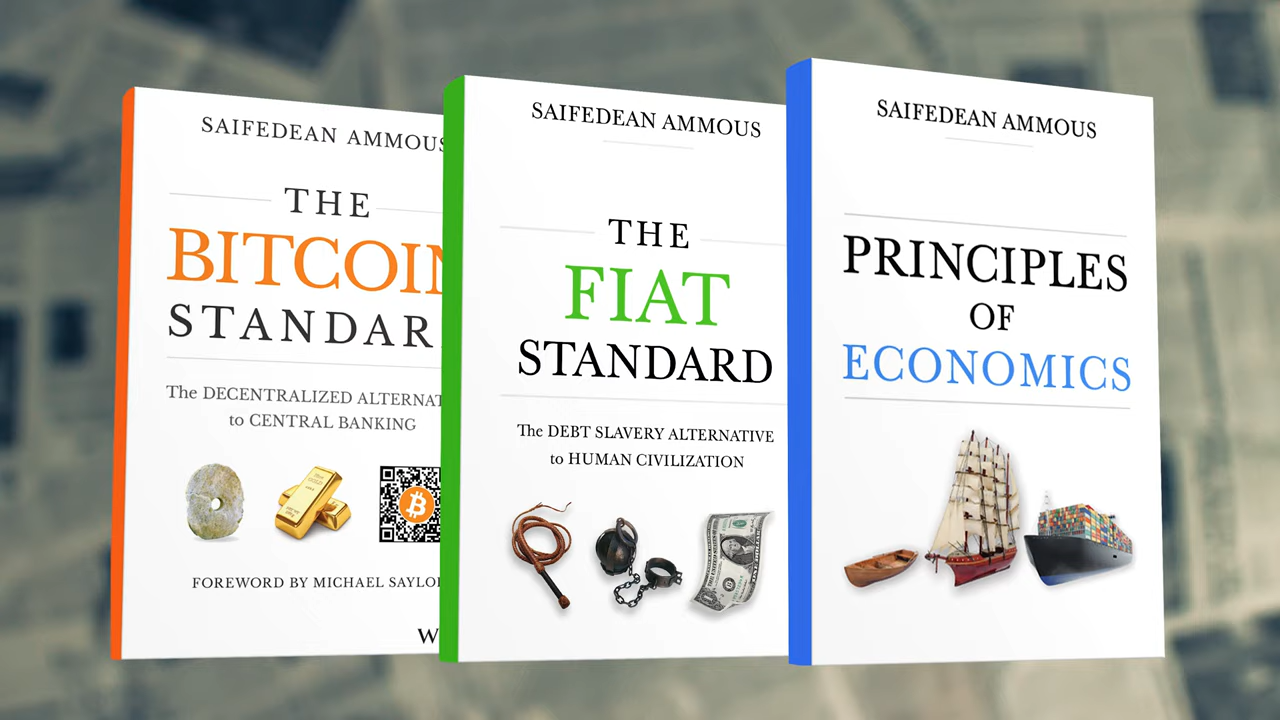 SAIFEDEAN AMMOUS
THE
BITCOIN
STANDAR
The DECENTRALIZED ALTERNAT
to CENTRAL BANKING
FOREWORD BY MICHAEL SAYLO
W
SAIFEDEAN AMMOUS
THE
FIAT
STANDARD
The DEBT SLAVERY ALTERNATIVE
to HUMAN CIVILIZATION
SAIFEDEAN AMMOUS
PRINCIPLES
OF
ECONOMICS